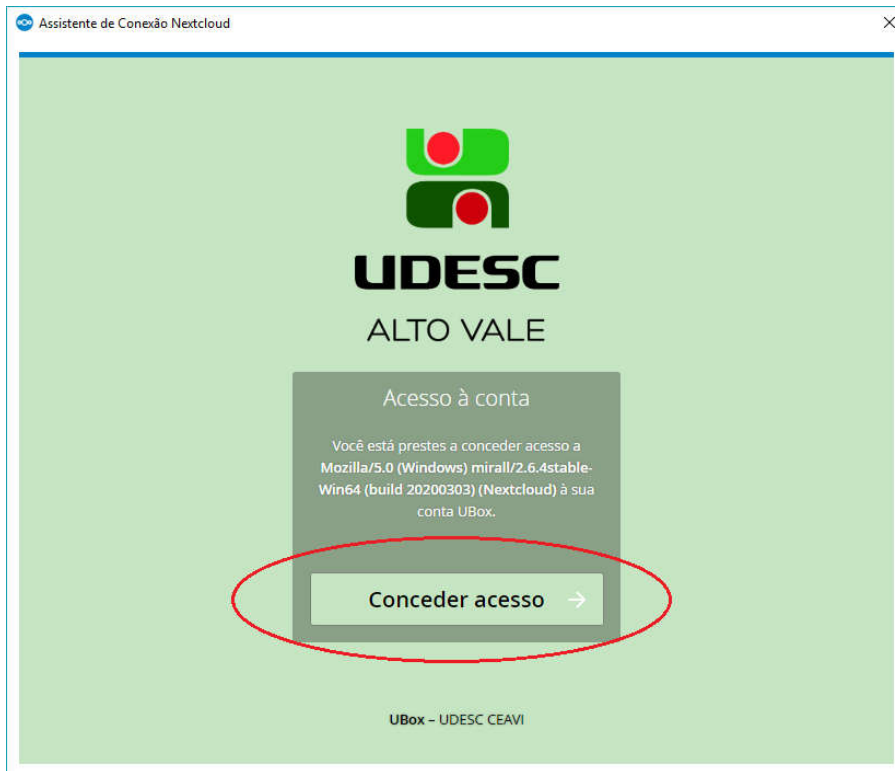 Assistente de Conexão Nextcloud
UDESC
ALTO VALE
Acesso à conta
Você está prestes a conceder acesso a
Mozilla/5.0 (Windows) mirall/2.6.4stable-
Win64 (build 20200303) (Nextcloud) à sua
conta UBox.
Conceder acesso
UBox – UDESC CEAVI